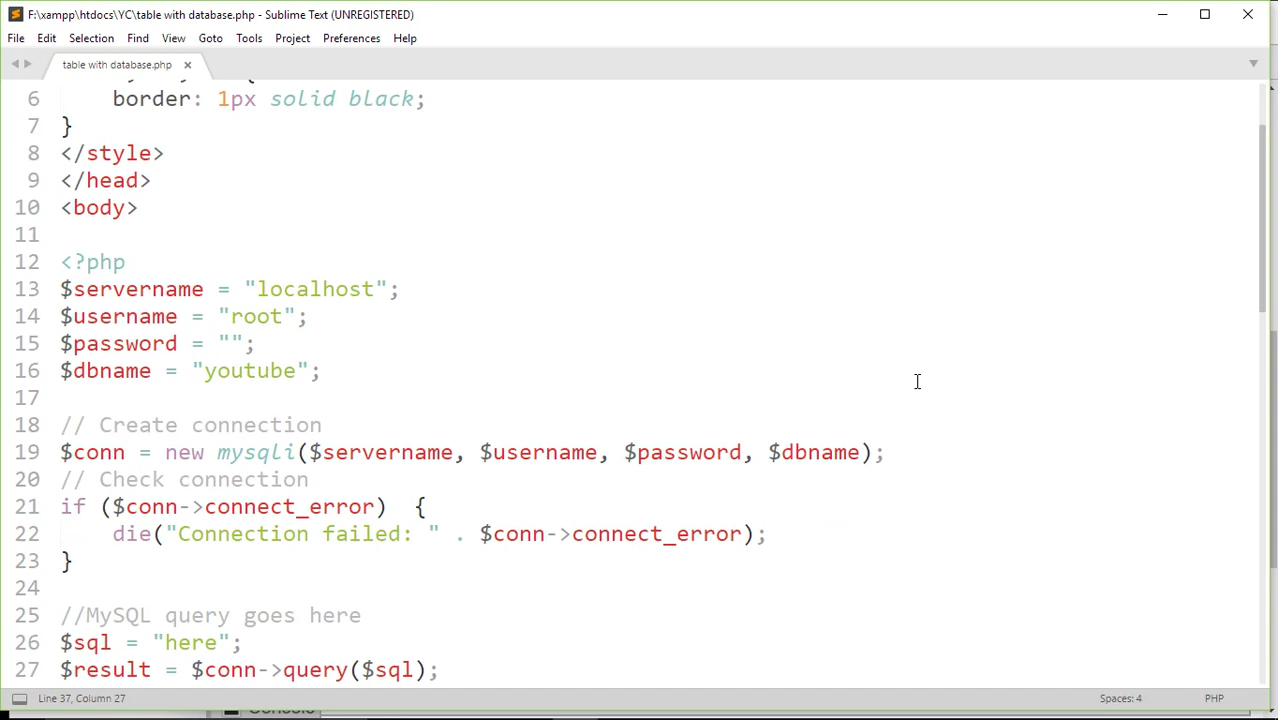 F:\xampp\htdocs\YC\table with database.php - Sublime Text (UNREGISTERED)
File Edit Selection Find View Goto Tools Project Preferences Help
table with database.php
6 border: 1px solid black;
7 }
8 </style>
9 </head>
10 <body>
11
12 <?php
13 $servername = "localhost";
14 $username = "root";
15 $password = "";
16 $dbname = "youtube";
17
18 // Create connection
19 $conn = new mysqli($servername, $username, $password, $dbname);
20 // Check connection
21 if ($conn->connect_error)  {
22 die("Connection failed: " . $conn->connect_error);
23 }
24
25 //MySQL query goes here
26 $sql = "here";
27 $result = $conn->query($sql);
Line 37, Column 27 Spaces: 4 PHP